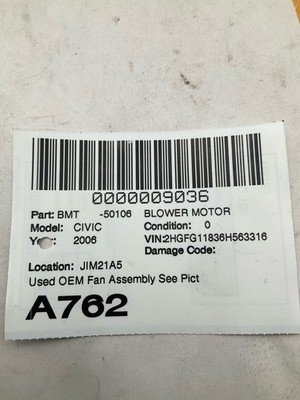 0000009036
Part: BMT -50106 BLOWER MOTOR
Model: CIVIC Condition: 0
Year: 2006 VIN:2HGFG11836H563316
Damage Code:
Location: JIM21A5
Used OEM Fan Assembly See Pict
A762